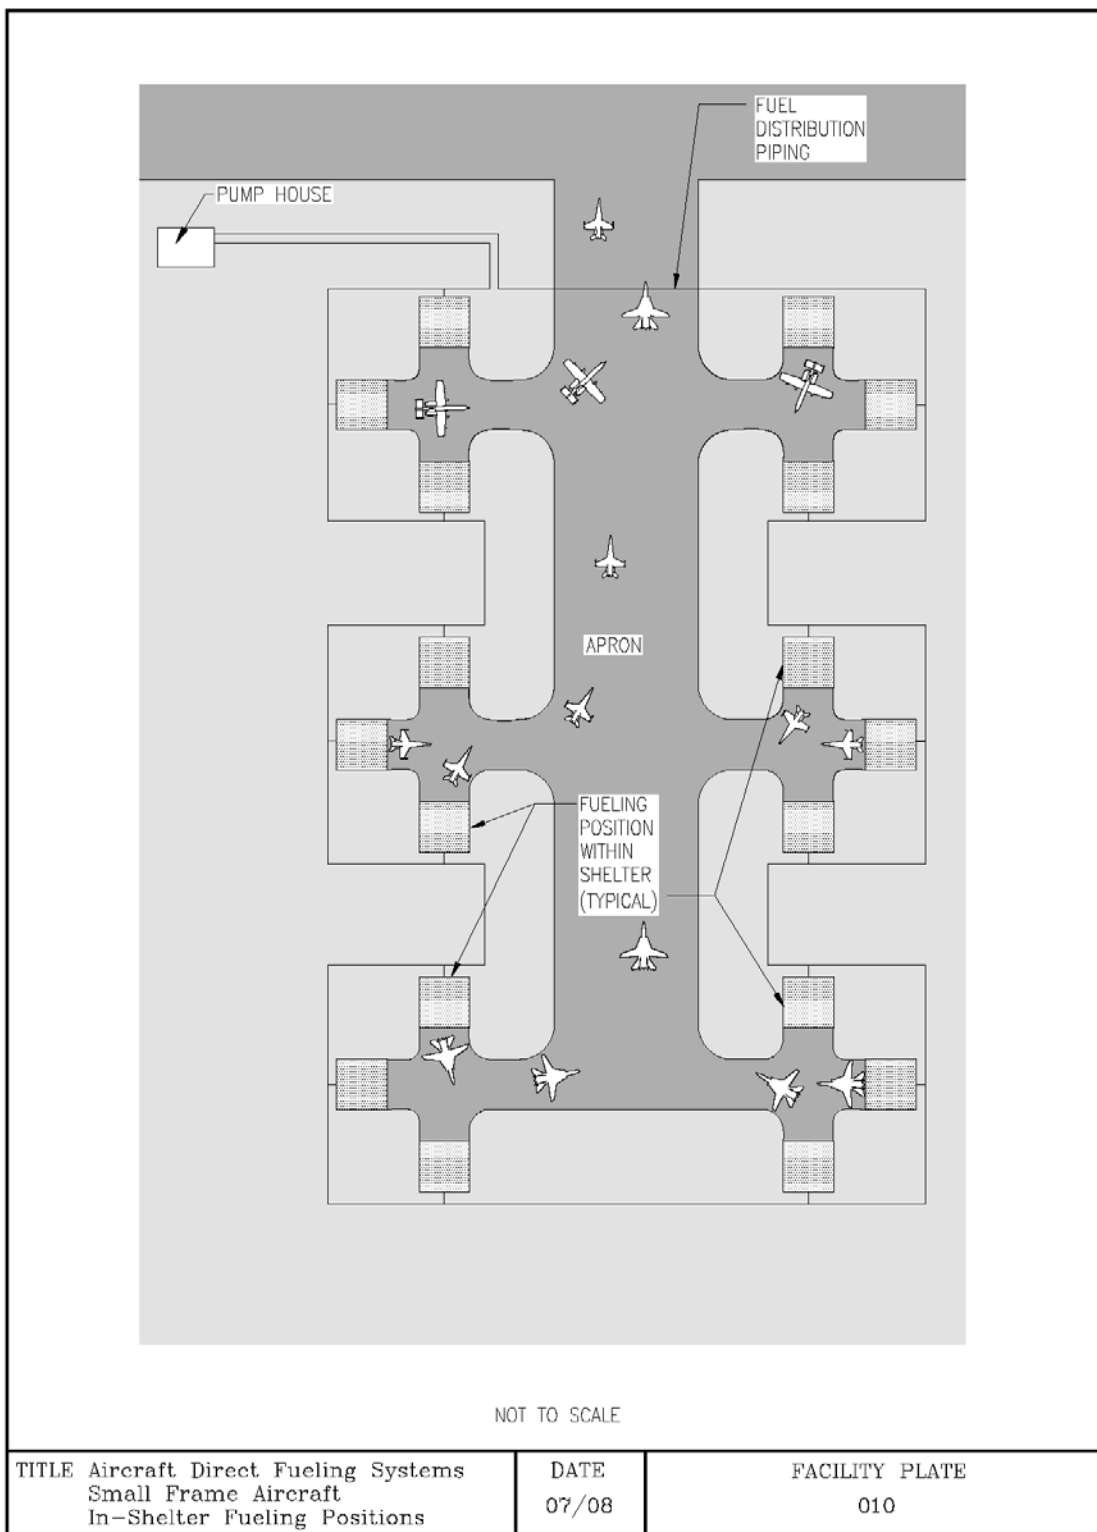 FUEL
DISTRIBUTION
PIPING
PUMP HOUSE
APRON
FUELING
POSITION
WITHIN
SHELTER
(TYPICAL)
NOT TO SCALE
TITLE Aircraft Direct Fueling Systems
Small Frame Aircraft
In-Shelter Fueling Positions
DATE
07/08
FACILITY PLATE
010